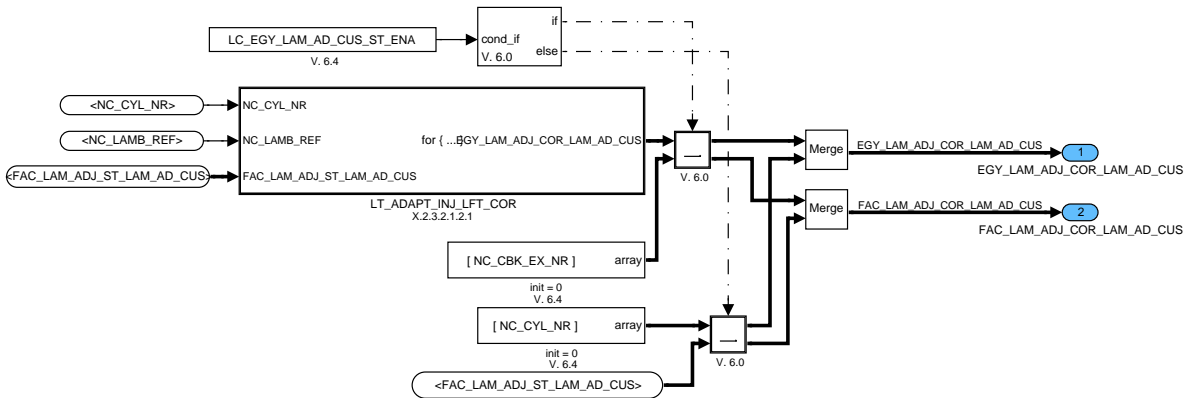 LC_EGY_LAM_AD_CUS_ST_ENA
V. 6.4
cond_if
if
else
V. 6.0
<NC_CYL_NR>
<NC_LAMB_REF>
<FAC_LAM_ADJ_ST_LAM_AD_CUS>
NC_CYL_NR
NC_LAMB_REF
FAC_LAM_ADJ_ST_LAM_AD_CUS
for { ... }
EGY_LAM_ADJ_COR_LAM_AD_CUS
LT_ADAPT_INJ_LFT_COR
X.2.3.2.1.2.1
V. 6.0
Merge
EGY_LAM_ADJ_COR_LAM_AD_CUS
1
EGY_LAM_ADJ_COR_LAM_AD_CUS
Merge
FAC_LAM_ADJ_COR_LAM_AD_CUS
2
FAC_LAM_ADJ_COR_LAM_AD_CUS
[ NC_CBK_EX_NR ]
array
init = 0
V. 6.4
[ NC_CYL_NR ]
array
init = 0
V. 6.4
V. 6.0
<FAC_LAM_ADJ_ST_LAM_AD_CUS>